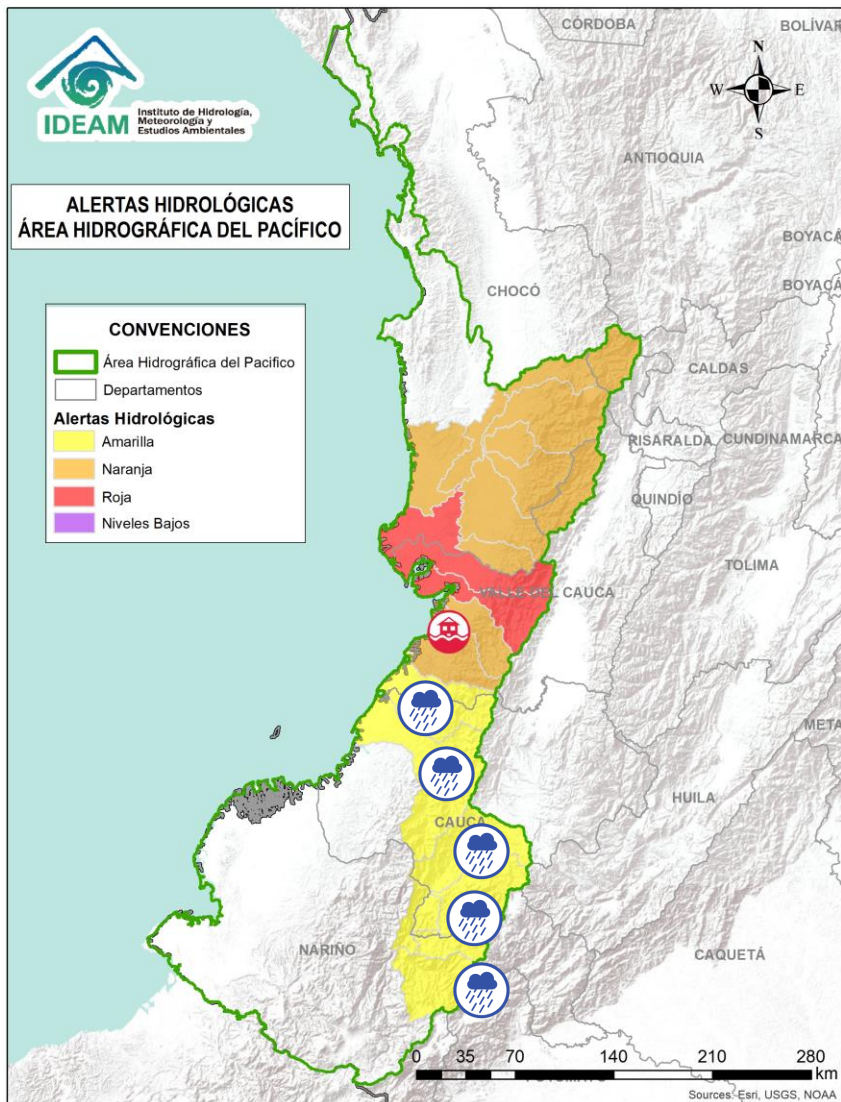 CÓRDOBA
BOLÍVAR
IDEAM
Instituto de Hidrología,
Meteorología y
Estudios Ambientales
N
W
E
S
ANTIOQUIA
ALERTAS HIDROLÓGICAS
ÁREA HIDROGRÁFICA DEL PACÍFICO
BOYACÁ
BOYACÁ
CHOCÓ
CONVENCIONES
Área Hidrográfica del Pacifico
Departamentos
Alertas Hidrológicas
Amarilla
Naranja
Roja
Niveles Bajos
CALDAS
RISARALDA
CUNDINAMARCA
QUINDÍO
TOLIMA
VALLE DEL CAUCA
META
HUILA
CAUCA
NARIÑO
CAQUETÁ
0 35 70 140 210 280
km
Sources: Esri, USGS, NOAA